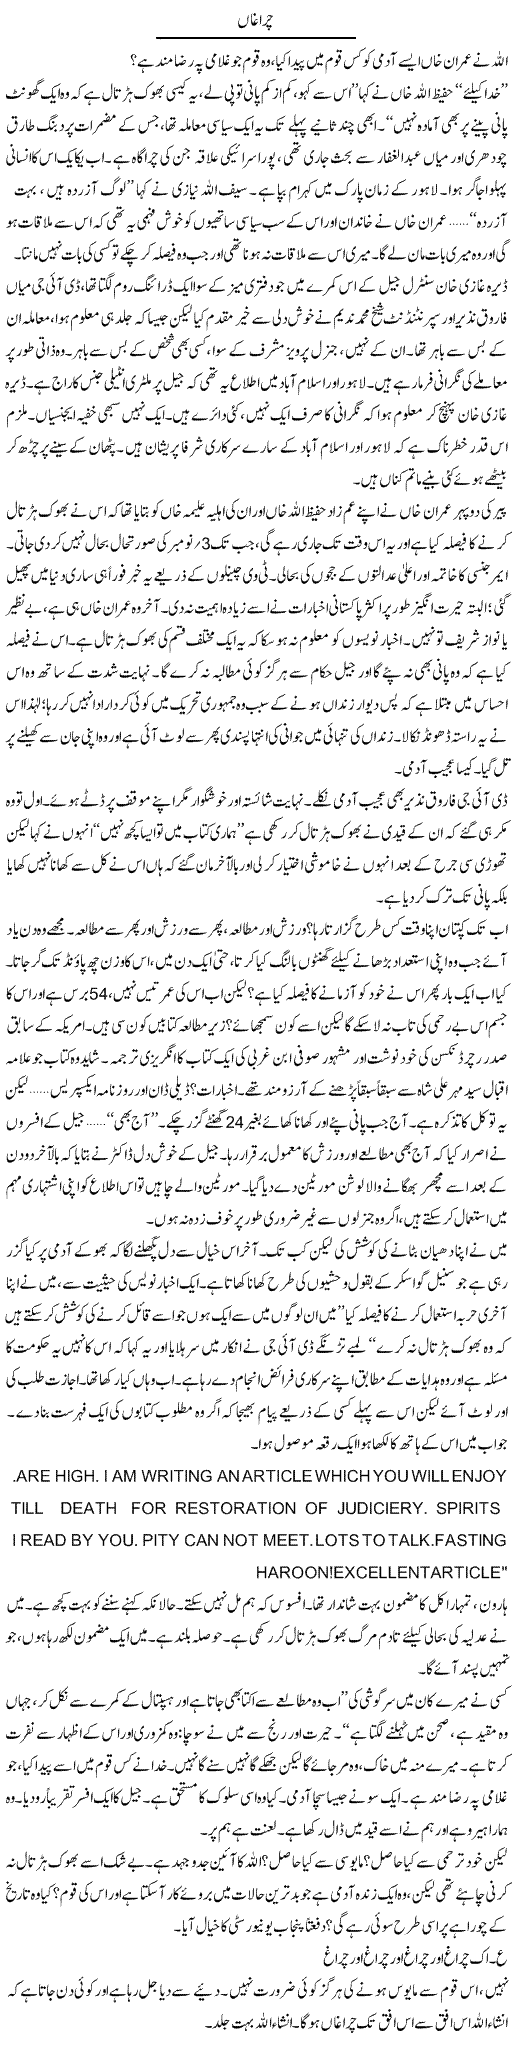 چراغاں
اللہ نے عمران خاں ایسے آدمی کو کس قوم میں پیدا کیا، وہ قوم جو غلامی پہ رضا مند ہے؟
”خدا کیلئے“ حفیظ اللہ خاں نے کہا ”اس سے کہو، کم از کم پانی تو پی لے، یہ کیسی بھوک ہڑتال ہے کہ وہ ایک گھونٹ
پانی پینے پر بھی آمادہ نہیں“۔ ابھی چند ثانیے پہلے تک یہ ایک سیاسی معاملہ تھا، جس کے مضمرات پر دبنگ طارق
چودھری اور میاں عبدالغفار سے بحث جاری تھی، پورا سرائیکی علاقہ جن کی چراگاہ ہے۔ اب یکایک اس کا انسانی
پہلو اجاگر ہوا۔ لاہور کے زمان پارک میں کہرام بپا ہے۔ سیف اللہ نیازی نے کہا ”لوگ آزردہ ہیں، بہت
آزردہ“...... عمران خاں نے خاندان اور اس کے سب سیاسی ساتھیوں کو خوش فہمی یہ تھی کہ اس سے ملاقات ہو
گی اور وہ میری بات مان لے گا۔ میری اس سے ملاقات نہ ہونا تھی اور جب وہ فیصلہ کر چکے تو کسی کی بات نہیں مانتا۔
ڈیرہ غازی خان سنٹرل جیل کے اس کمرے میں جو دفتری میز کے سوا ایک ڈرائنگ روم لگتا تھا، ڈی آئی جی میاں
فاروق نذیر اور سپرنٹنڈنٹ شیخ محمد ندیم نے خوش دلی سے خیر مقدم کیا لیکن جیسا کہ جلد ہی معلوم ہوا، معاملہ ان
کے بس سے باہر تھا۔ ان کے نہیں، جنرل پرویز مشرف کے سوا، کسی بھی شخص کے بس سے باہر۔ وہ ذاتی طور پر
معاملے کی نگرانی فرما رہے ہیں۔ لاہور اور اسلام آباد میں اطلاع یہ تھی کہ جیل پر ملٹری انٹیلی جنس کا راج ہے۔ ڈیرہ
غازی خان پہنچ کر معلوم ہوا کہ نگرانی کا صرف ایک نہیں، کئی دائرے ہیں۔ ایک نہیں سبھی خفیہ ایجنسیاں۔ ملزم
اس قدر خطرناک ہے کہ لاہور اور اسلام آباد کے سارے سرکاری شرفا پریشان ہیں۔ پٹھان کے سینے پر چڑھ کر
بیٹھے ہوئے کئی بنیے ماتم کناں ہیں۔
پیر کی دوپہر عمران خاں نے اپنے عم زاد حفیظ اللہ خاں اور ان کی اہلیہ علیمہ خاں کو بتایا تھا کہ اس نے بھوک ہڑتال
کرنے کا فیصلہ کیا ہے اور یہ اس وقت تک جاری رہے گی، جب تک 3/نومبر کی صورتحال بحال نہیں کر دی جاتی۔
ایمرجنسی کا خاتمہ اور اعلیٰ عدالتوں کے ججوں کی بحالی۔ ٹی وی چینلوں کے ذریعے یہ خبر فوراً ہی ساری دنیا میں پھیل
گئی؛ البتہ حیرت انگیز طور پر اکثر پاکستانی اخبارات نے اسے زیادہ اہمیت نہ دی۔ آخر وہ عمران خاں ہی ہے، بے نظیر
یا نواز شریف تو نہیں۔ اخبار نویسوں کو معلوم نہ ہو سکا کہ یہ ایک مختلف قسم کی بھوک ہڑتال ہے۔ اس نے فیصلہ
کیا ہے کہ وہ پانی بھی نہ پئے گا اور جیل حکام سے ہرگز کوئی مطالبہ نہ کرے گا۔ نہایت شدت کے ساتھ وہ اس
احساس میں مبتلا ہے کہ پس دیوار زنداں ہونے کے سبب وہ جمہوری تحریک میں کوئی کردار ادا نہیں کر رہا؛ لہٰذا اس
نے یہ راستہ ڈھونڈ نکالا۔ زنداں کی تنہائی میں جوانی کی انتہا پسندی پھر سے لوٹ آئی ہے اور وہ اپنی جان سے کھیلنے پر
تل گیا۔ کیسا عجیب آدمی۔
ڈی آئی جی فاروق نذیر بھی عجیب آدمی نکلے۔ نہایت شائستہ اور خوشگوار مگر اپنے موقف پر ڈٹے ہوئے۔ اول تو وہ
مکر ہی گئے کہ ان کے قیدی نے بھوک ہڑتال کر رکھی ہے ”ہماری کتاب میں تو ایسا کچھ نہیں“ انہوں نے کہا لیکن
تھوڑی سی جرح کے بعد انہوں نے خاموشی اختیار کر لی اور بالآخر مان گئے کہ ہاں اس نے کل سے کھانا نہیں کھایا
بلکہ پانی تک ترک کر دیا ہے۔
اب تک کپتان اپنا وقت کس طرح گزارتا رہا؟ ورزش اور مطالعہ، پھر سے ورزش اور پھر سے مطالعہ۔ مجھے وہ دن یاد
آئے جب وہ اپنی استعداد بڑھانے کیلئے گھنٹوں باؤلنگ کیا کرتا، حتیٰ ایک دن میں، اس کا وزن چھ پاؤنڈ تک گر جاتا۔
کیا اب ایک بار پھر اس نے خود کو آزمانے کا فیصلہ کیا ہے؟ لیکن اب اس کی عمر تیس نہیں، 54 برس ہے اور اس کا
جسم اس بے رحمی کی تاب نہ لا سکے گا لیکن اسے کون سمجھائے؟ زیر مطالعہ کتابیں کون سی ہیں۔ امریکہ کے سابق
صدر رچرڈ نکسن کی خود نوشت اور مشہور صوفی ابن عربی کی ایک کتاب کا انگریزی ترجمہ۔ شاید وہ کتاب جو علامہ
اقبال سید مہر علی شاہ سے سبقاً سبقاً پڑھنے کے آرزو مند تھے۔ اخبارات؟ ڈیلی ڈان اور روزنامہ ایکسپریس...... لیکن
یہ تو کل کا تذکرہ ہے۔ آج جب پانی پئے اور کھانا کھائے بغیر 24 گھنٹے گزر چکے۔ ”آج بھی“...... جیل کے افسروں
نے اصرار کیا کہ آج بھی مطالعے اور ورزش کا معمول برقرار رہا۔ جیل کے خوش دل ڈاکٹر نے بتایا کہ بالآخر دو دن
کے بعد اسے مچھر بھگانے والا لوشن مورٹین دے دیا گیا۔ مورٹین والے چاہیں تو اس اطلاع کو اپنی اشتہاری مہم
میں استعمال کر سکتے ہیں، اگر وہ جنرلوں سے غیر ضروری طور پر خوف زدہ نہ ہوں۔
میں نے اپنا دھیان بٹانے کی کوشش کی لیکن کب تک۔ آخر اس خیال سے دل پگھلنے لگا کہ بھوکے آدمی پر کیا گزر
رہی ہے جو سنیل گواسکر کے بقول وحشیوں کی طرح کھانا کھاتا ہے۔ ایک اخبار نویس کی حیثیت سے، میں نے اپنا
آخری حربہ استعمال کرنے کا فیصلہ کیا ”میں ان لوگوں میں سے ایک ہوں جو اسے قائل کرنے کی کوشش کر سکتے ہیں
کہ وہ بھوک ہڑتال نہ کرے“ لمبے تڑنگے ڈی آئی جی نے انکار میں سر ہلایا اور یہ کہا کہ اس کا نہیں یہ حکومت کا
مسئلہ ہے اور وہ ہدایات کے مطابق اپنے سرکاری فرائض انجام دے رہا ہے۔ اب وہاں کیا رکھا تھا۔ اجازت طلب کی
اور لوٹ آئے لیکن اس سے پہلے کسی کے ذریعے پیام بھیجا کہ اگر وہ مطلوب کتابوں کی ایک فہرست بنا دے۔
جواب میں اس کے ہاتھ کا لکھا ہوا ایک رقعہ موصول ہوا۔
.ARE HIGH. I AM WRITING AN ARTICLE WHICH YOU WILL ENJOY
TILL DEATH FOR RESTORATION OF JUDICIERY. SPIRITS
I READ BY YOU. PITY CAN NOT MEET. LOTS TO TALK.FASTING
HAROON!EXCELLENT ARTICLE"
ہارون، تمہارا کل کا مضمون بہت شاندار تھا۔ افسوس کہ ہم مل نہیں سکتے۔ حالانکہ کہنے سننے کو بہت کچھ ہے۔ میں
نے عدلیہ کی بحالی کیلئے تادم مرگ بھوک ہڑتال کر رکھی ہے۔ حوصلہ بلند ہے۔ میں ایک مضمون لکھ رہا ہوں، جو
تمہیں پسند آئے گا۔
کسی نے میرے کان میں سرگوشی کی ”اب وہ مطالعے سے اکتا بھی جاتا ہے اور ہسپتال کے کمرے سے نکل کر، جہاں
وہ مقید ہے، صحن میں ٹہلنے لگتا ہے“۔ حیرت اور رنج سے میں نے سوچا: وہ کمزوری اور اس کے اظہار سے نفرت
کرتا ہے۔ میرے منہ میں خاک، وہ مر جائے گا لیکن جھکے گا نہیں سنے گا نہیں۔ خدا نے کس قوم میں اسے پیدا کیا، جو
غلامی پہ رضا مند ہے۔ ایک سونے جیسا سچا آدمی۔ کیا وہ اسی سلوک کا مستحق ہے۔ جیل کا ایک افسر تقریباً رو دیا۔ وہ
ہمارا ہیرو ہے اور ہم نے اسے قید میں ڈال رکھا ہے۔ لعنت ہے ہم پر۔
لیکن خود ترحمی سے کیا حاصل؟ مایوسی سے کیا حاصل؟ اللہ کا آئین جدوجہد ہے۔ بے شک اسے بھوک ہڑتال نہ
کرنی چاہئے تھی لیکن، وہ ایک زندہ آدمی ہے جو بدترین حالات میں بروئے کار آ سکتا ہے اور اس کی قوم؟ کیا وہ تاریخ
کے چوراہے پر اسی طرح سوئی رہے گی؟ دفعتاً پنجاب یونیورسٹی کا خیال آیا۔
ع۔ اک چراغ اور چراغ اور چراغ اور چراغ
نہیں، اس قوم سے مایوس ہونے کی ہرگز کوئی ضرورت نہیں۔ دیئے سے دیا جل رہا ہے اور کوئی دن جاتا ہے کہ
انشاء اللہ اس افق سے اس افق تک چراغاں ہو گا۔ انشاء اللہ بہت جلد۔